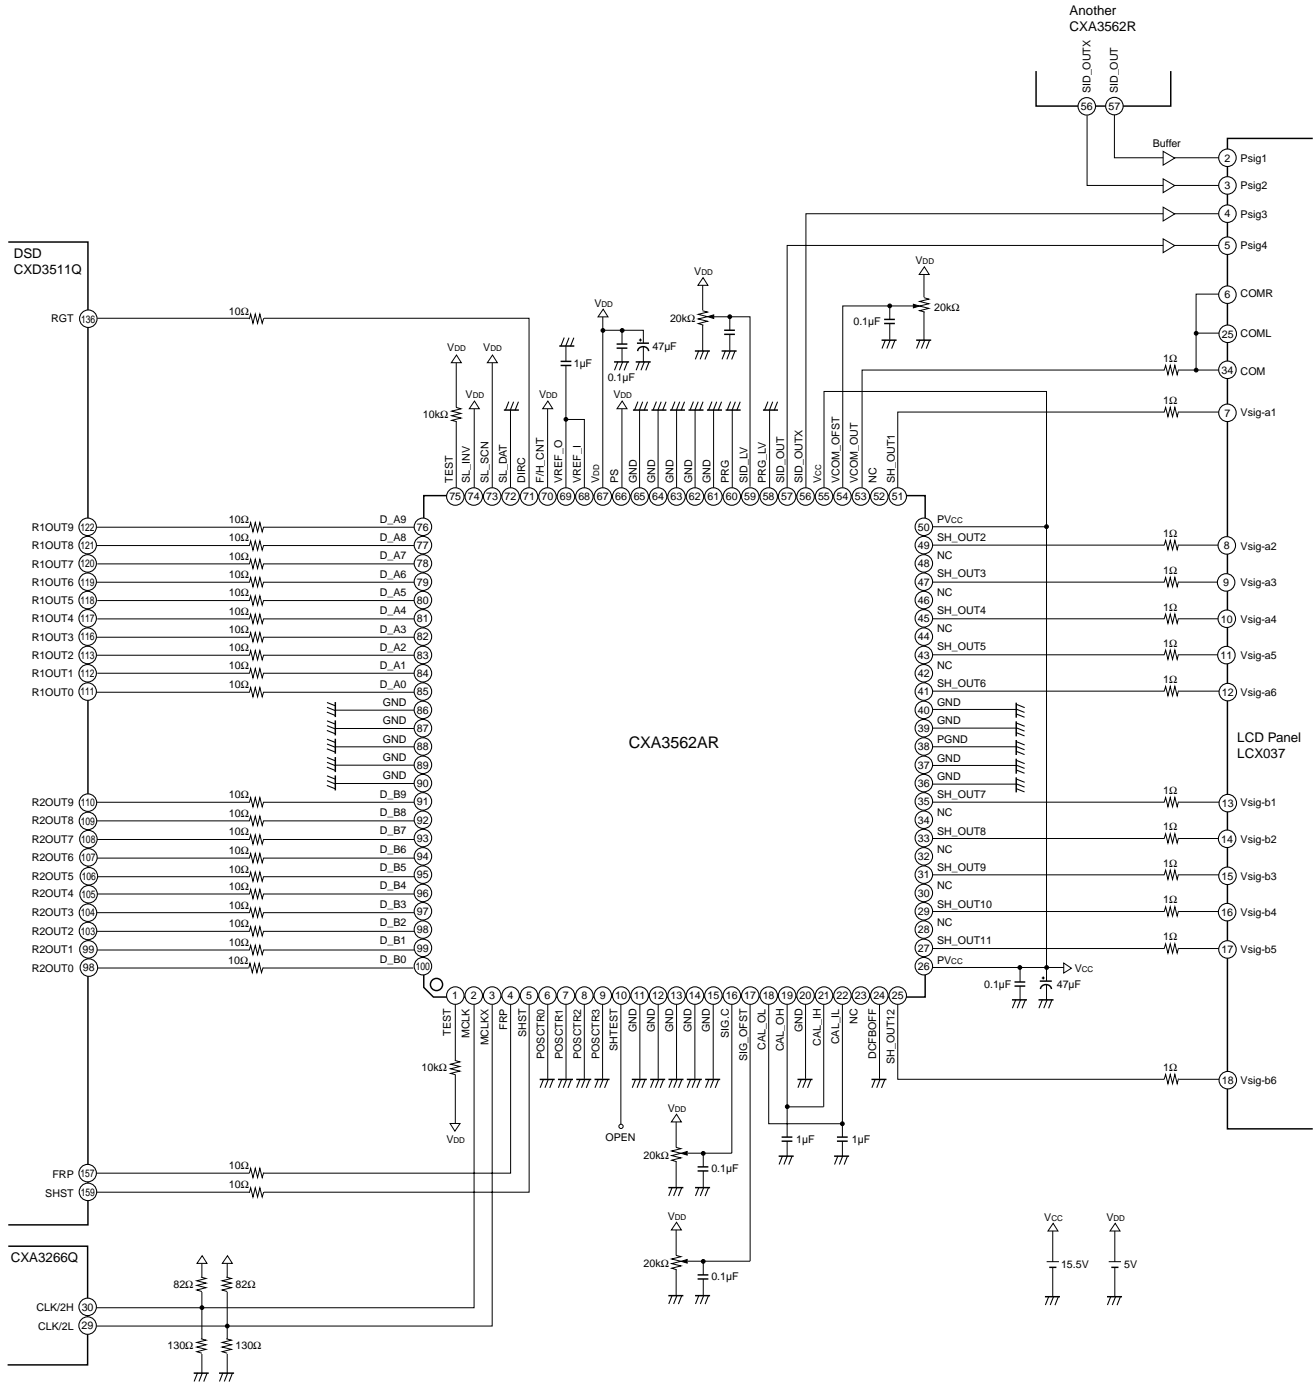 Another
CXA3562R
SID_OUTX
SID_OUT
56
57
Buffer
2 Psig1
3 Psig2
4 Psig3
5 Psig4
6 COMR
25 COML
1Ω
34 COM
1Ω
7 Vsig-a1
DSD
CXD3511Q
RGT 136
10Ω
VDD
10kΩ
VDD
VDD
VDD
1µF
VDD
0.1µF
47µF
VDD
VDD
20kΩ
VDD
0.1µF
20kΩ
TEST
SL_INV
SL_SCN
SL_DAT
DIRC
F/H_CNT
VREF_O
VREF_I
VDD
PS
GND
GND
GND
GND
GND
PRG
SID_LV
PRG_LV
SID_OUT
SID_OUTX
VCC
VCOM_OFST
VCOM_OUT
NC
SH_OUT1
75 74 73 72 71 70 69 68 67 66 65 64 63 62 61 60 59 58 57 56 55 54 53 52 51
R1OUT9 122 10Ω D_A9 76
R1OUT8 121 10Ω D_A8 77
R1OUT7 120 10Ω D_A7 78
R1OUT6 119 10Ω D_A6 79
R1OUT5 118 10Ω D_A5 80
R1OUT4 117 10Ω D_A4 81
R1OUT3 116 10Ω D_A3 82
R1OUT2 113 10Ω D_A2 83
R1OUT1 112 10Ω D_A1 84
R1OUT0 111 10Ω D_A0 85
GND 86
GND 87
GND 88
GND 89
GND 90
R2OUT9 110 10Ω D_B9 91
R2OUT8 109 10Ω D_B8 92
R2OUT7 108 10Ω D_B7 93
R2OUT6 107 10Ω D_B6 94
R2OUT5 106 10Ω D_B5 95
R2OUT4 105 10Ω D_B4 96
R2OUT3 104 10Ω D_B3 97
R2OUT2 103 10Ω D_B2 98
R2OUT1 99 10Ω D_B1 99
R2OUT0 98 10Ω D_B0 100
CXA3562AR
50 PVCC
49 SH_OUT2 1Ω 8 Vsig-a2
48 NC
47 SH_OUT3 1Ω 9 Vsig-a3
46 NC
45 SH_OUT4 1Ω 10 Vsig-a4
44 NC
43 SH_OUT5 1Ω 11 Vsig-a5
42 NC
41 SH_OUT6 1Ω 12 Vsig-a6
40 GND
39 GND
38 PGND
37 GND
36 GND
LCD Panel
LCX037
35 SH_OUT7 1Ω 13 Vsig-b1
34 NC
33 SH_OUT8 1Ω 14 Vsig-b2
32 NC
31 SH_OUT9 1Ω 15 Vsig-b3
30 NC
29 SH_OUT10 1Ω 16 Vsig-b4
28 NC
27 SH_OUT11 1Ω 17 Vsig-b5
26 PVCC
VCC
0.1µF
47µF
1 2 3 4 5 6 7 8 9 10 11 12 13 14 15 16 17 18 19 20 21 22 23 24 25
TEST
MCLK
MCLKX
FRP
SHST
POSCTR0
POSCTR1
POSCTR2
POSCTR3
SHTEST
GND
GND
GND
GND
GND
SIG.C
SIG_OFST
CAL_OL
CAL_OH
GND
CAL_IH
CAL_IL
NC
DCFBOFF
SH_OUT12
10kΩ
VDD
OPEN
1Ω
18 Vsig-b6
1µF
1µF
VDD
20kΩ
0.1µF
FRP 157 10Ω
SHST 159 10Ω
VDD
20kΩ
0.1µF
CXA3266Q
82Ω
82Ω
CLK/2H 30
CLK/2L 29
130Ω
130Ω
VCC
15.5V
VDD
5V